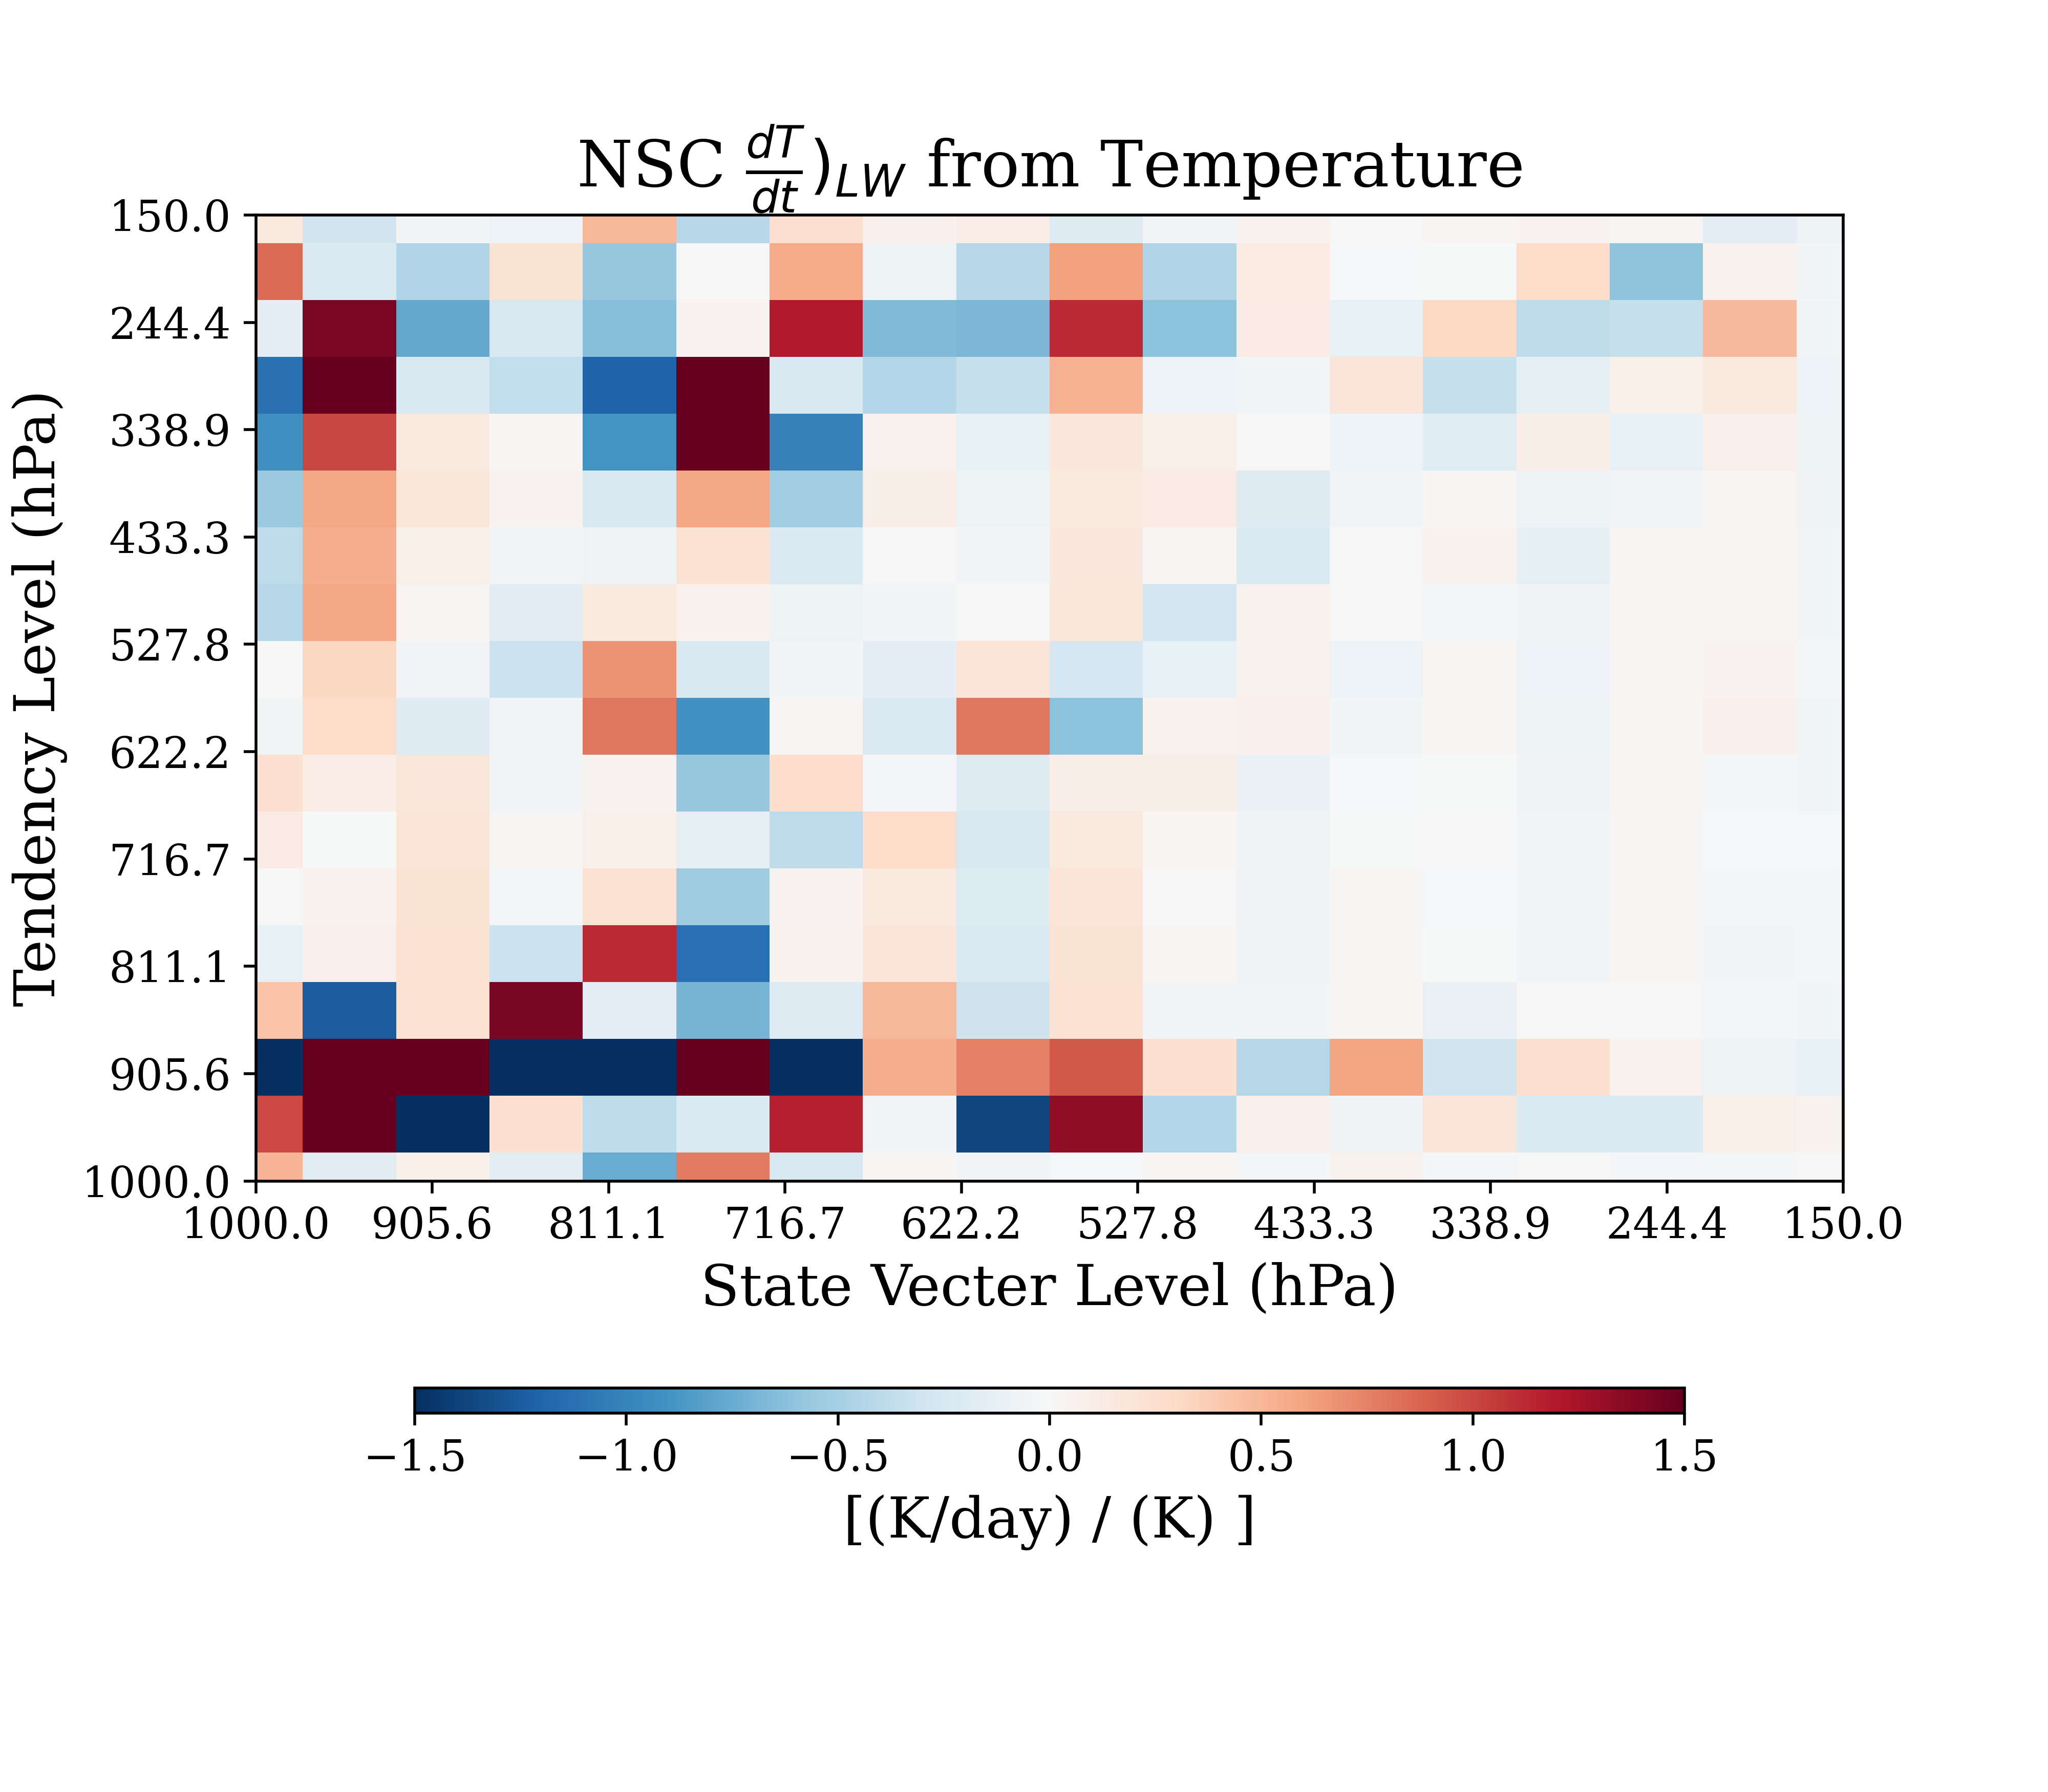 NSC dT/dt)LW from Temperature
Tendency Level (hPa)
150.0
244.4
338.9
433.3
527.8
622.2
716.7
811.1
905.6
1000.0
1000.0 905.6 811.1 716.7 622.2 527.8 433.3 338.9 244.4 150.0
State Vecter Level (hPa)
−1.5 −1.0 −0.5 0.0 0.5 1.0 1.5
[(K/day) / (K) ]